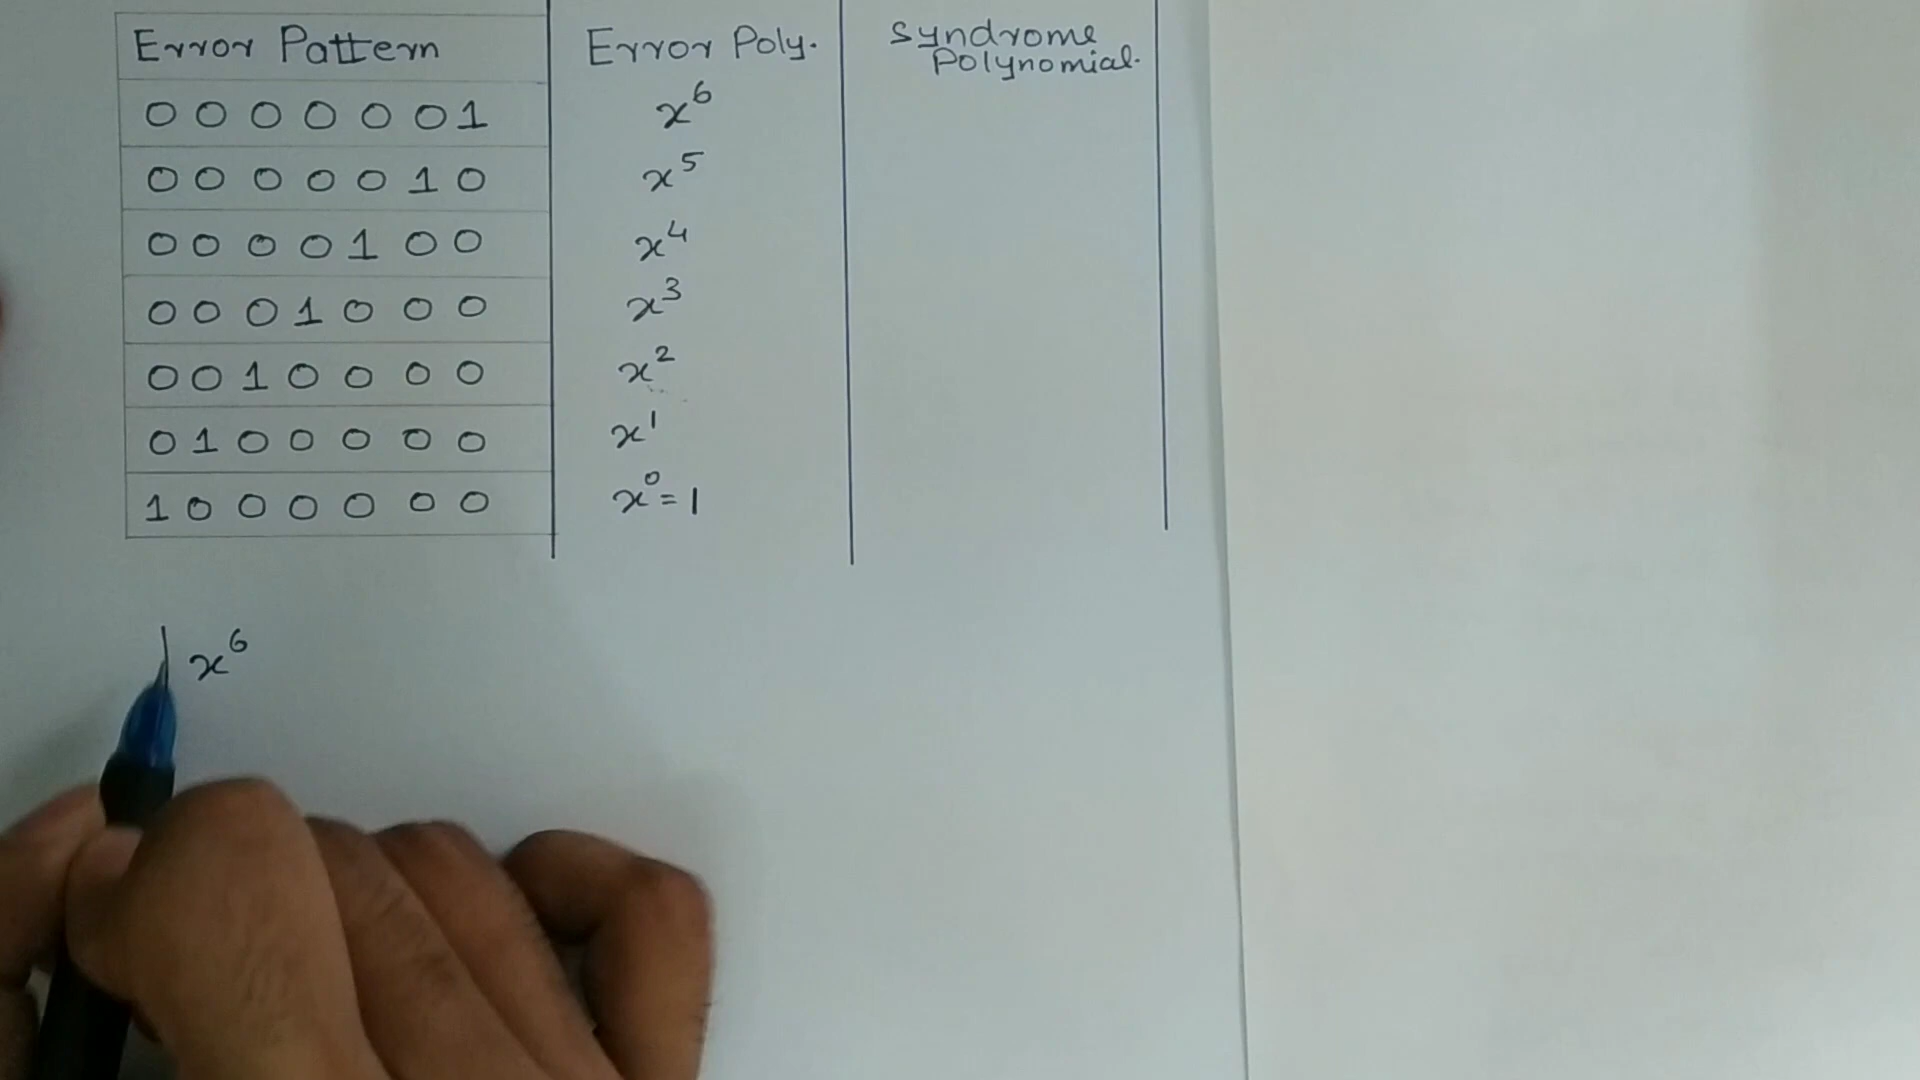 Error Pattern Error Poly. Syndrome Polynomial.
0 0 0 0 0 0 1 x^6
0 0 0 0 0 1 0 x^5
0 0 0 0 1 0 0 x^4
0 0 0 1 0 0 0 x^3
0 0 1 0 0 0 0 x^2
0 1 0 0 0 0 0 x^1
1 0 0 0 0 0 0 x^0 = 1
x^6